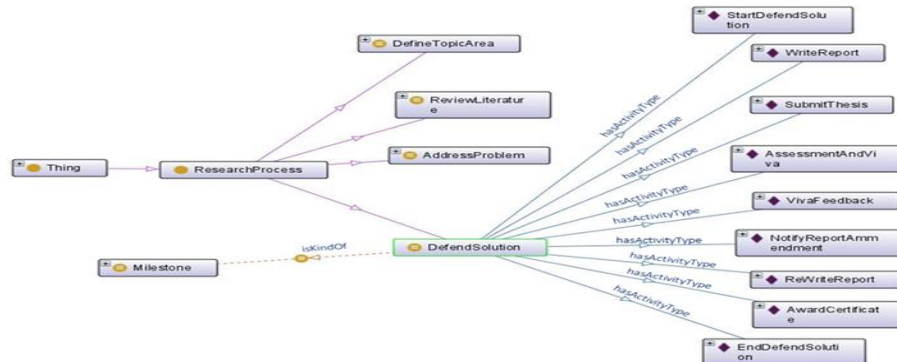 StartDefendSolu
tion
DefineTopicArea
WriteReport
ReviewLiteratur
e
SubmitThesis
hasActivityType
hasActivityType
hasActivityType
AddressProblem
AssessmentAndVi
va
Thing
ResearchProcess
hasActivityType
VivaFeedback
hasActivityType
DefendSolution
hasActivityType
NotifyReportAmm
endment
isKindOf
Milestone
hasActivityType
ReWriteReport
hasActivityType
AwardCertificat
e
hasActivityType
EndDefendSoluti
on